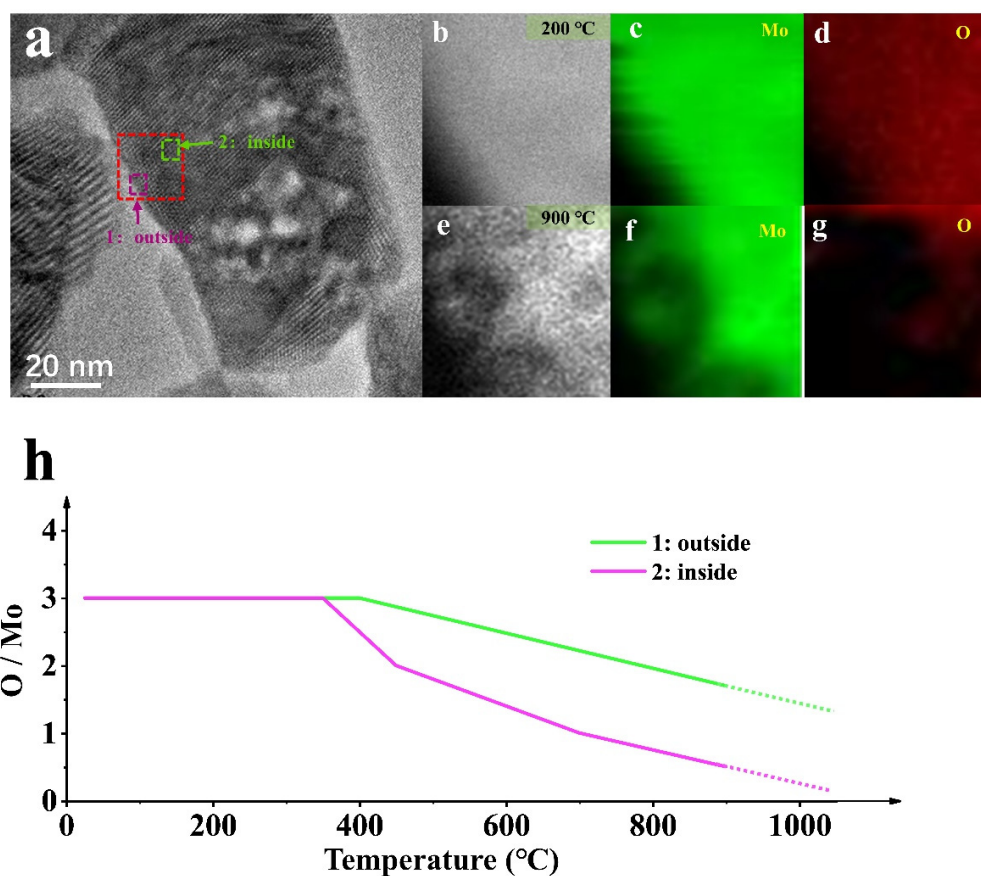 a
b
200 ℃
c
Mo
d
O
2: inside
1: outside
20 nm
e
900 ℃
f
Mo
g
O
h
4
3
2
1
0
O / Mo
1: outside
2: inside
0 200 400 600 800 1000
Temperature (℃)